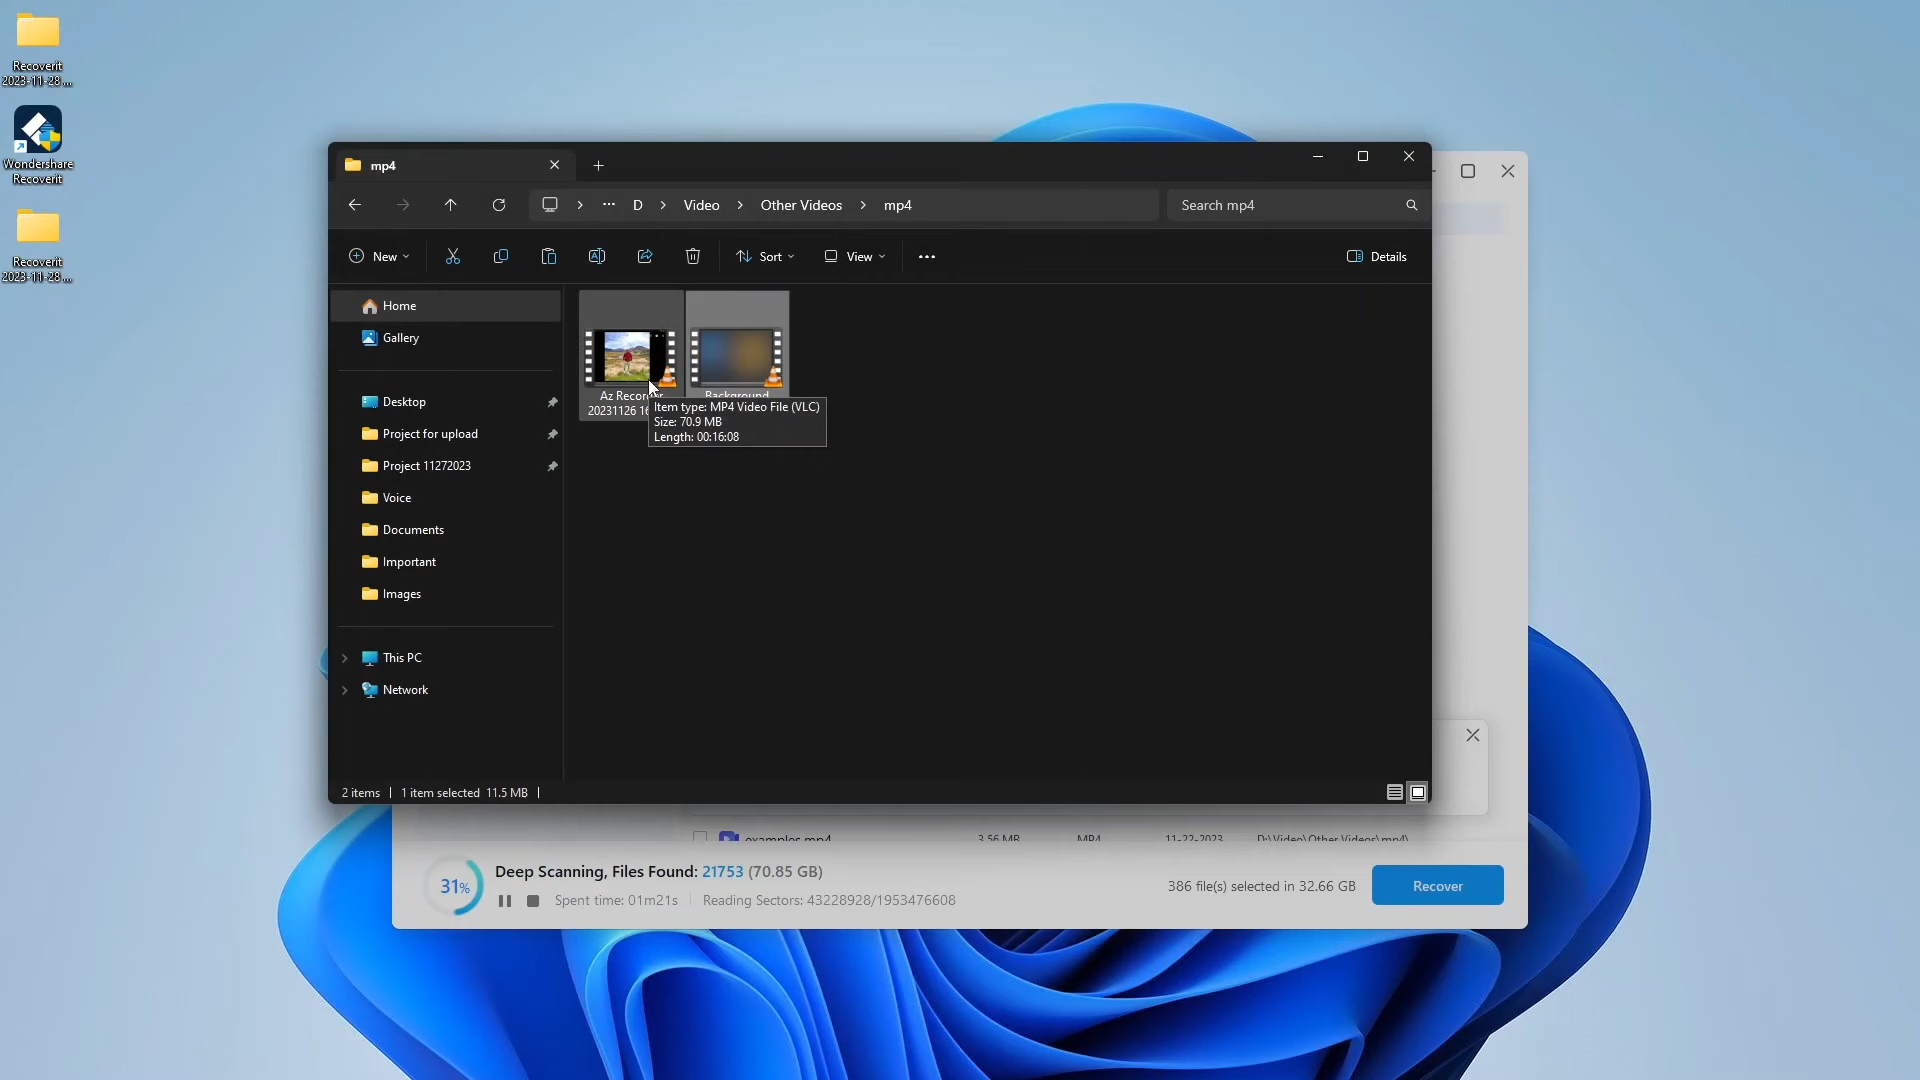 Recoverit
2023-11-28....
Wondershare
Recoverit
Recoverit
2023-11-28....
mp4
D
Video
Other Videos
mp4
Search mp4
New
Sort
View
Details
Home
Gallery
Desktop
Project for upload
Project 11272023
Voice
Documents
Important
Images
This PC
Network
Az Recorder
20231126 16
Background
Item type: MP4 Video File (VLC)
Size: 70.9 MB
Length: 00:16:08
2 items
1 item selected 11.5 MB
examples.mp4
3.56 MB
MP4
11-22-2023
D:\Video\Other Videos\mp4\
31%
Deep Scanning, Files Found: 21753 (70.85 GB)
Spent time: 01m21s
Reading Sectors: 43228928/1953476608
386 file(s) selected in 32.66 GB
Recover